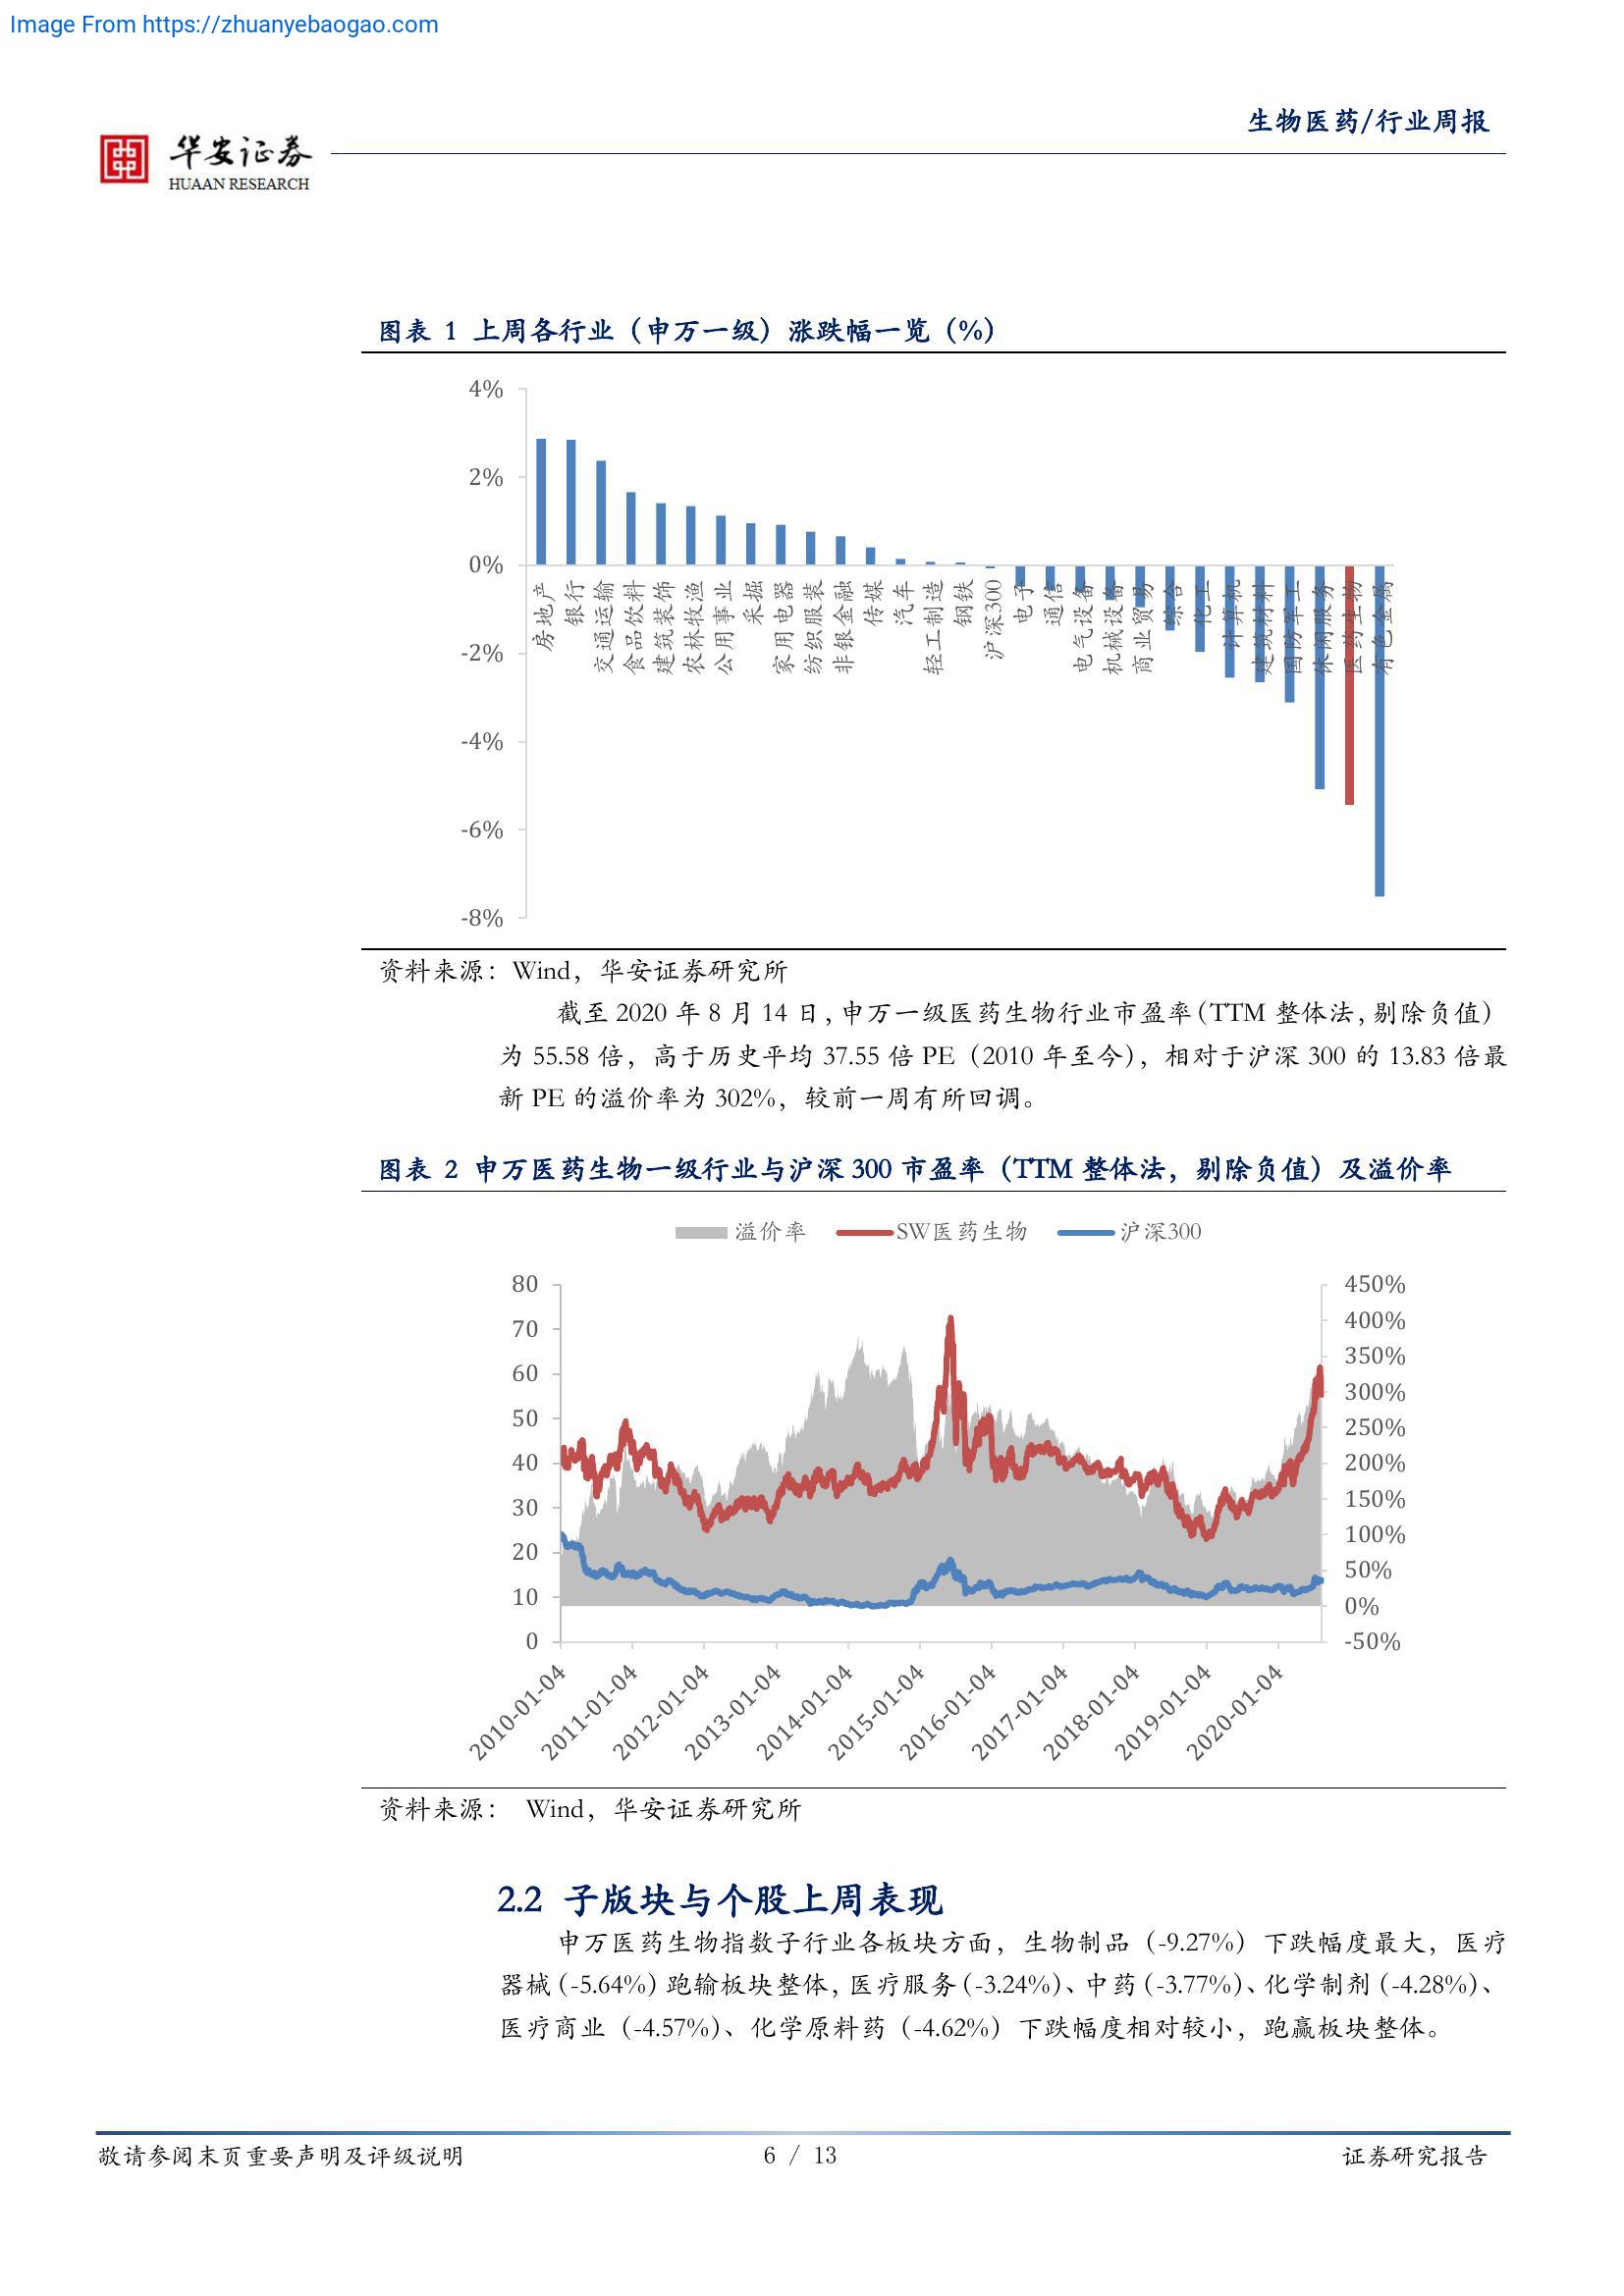 Image From https://zhuanyebaogao.com
生物医药/行业周报
华安证券
HUAAN RESEARCH
图表 1 上周各行业（申万一级）涨跌幅一览（%）
4%
2%
0%
-2%
-4%
-6%
-8%
房地产
银行
交通运输
食品饮料
建筑装饰
农林牧渔
公用事业
采掘
家用电器
纺织服装
非银金融
传媒
汽车
轻工制造
钢铁
沪深300
电子
通信
电气设备
机械设备
商业贸易
综合
化工
计算机
建筑材料
国防军工
休闲服务
医药生物
有色金属
资料来源：Wind，华安证券研究所
截至 2020 年 8 月 14 日，申万一级医药生物行业市盈率（TTM 整体法，剔除负值）
为 55.58 倍，高于历史平均 37.55 倍 PE（2010 年至今），相对于沪深 300 的 13.83 倍最
新 PE 的溢价率为 302%，较前一周有所回调。
图表 2 申万医药生物一级行业与沪深 300 市盈率（TTM 整体法，剔除负值）及溢价率
溢价率 SW医药生物 沪深300
80
70
60
50
40
30
20
10
0
450%
400%
350%
300%
250%
200%
150%
100%
50%
0%
-50%
2010-01-04
2011-01-04
2012-01-04
2013-01-04
2014-01-04
2015-01-04
2016-01-04
2017-01-04
2018-01-04
2019-01-04
2020-01-04
资料来源： Wind，华安证券研究所
2.2 子版块与个股上周表现
申万医药生物指数子行业各板块方面，生物制品（-9.27%）下跌幅度最大，医疗
器械（-5.64%）跑输板块整体，医疗服务（-3.24%）、中药（-3.77%）、化学制剂（-4.28%）、
医疗商业（-4.57%）、化学原料药（-4.62%）下跌幅度相对较小，跑赢板块整体。
敬请参阅末页重要声明及评级说明
6 / 13
证券研究报告